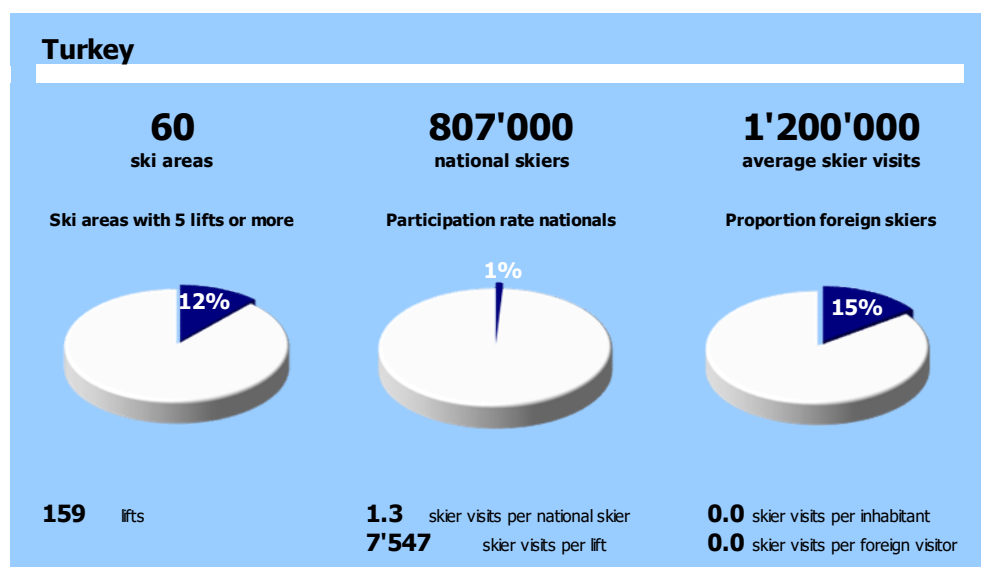 Turkey
60
ski areas
807'000
national skiers
1'200'000
average skier visits
Ski areas with 5 lifts or more
Participation rate nationals
Proportion foreign skiers
12%
1%
15%
159 lifts
1.3 skier visits per national skier
7'547 skier visits per lift
0.0 skier visits per inhabitant
0.0 skier visits per foreign visitor